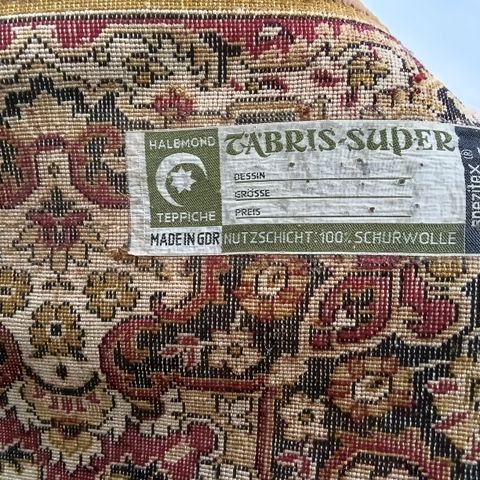 HALBMOND
TEPPICHE
MADE IN GDR
TABRIS-SUPER
DESSIN
GRÖSSE
PREIS
NUTZSCHICHT: 100% SCHURWOLLE